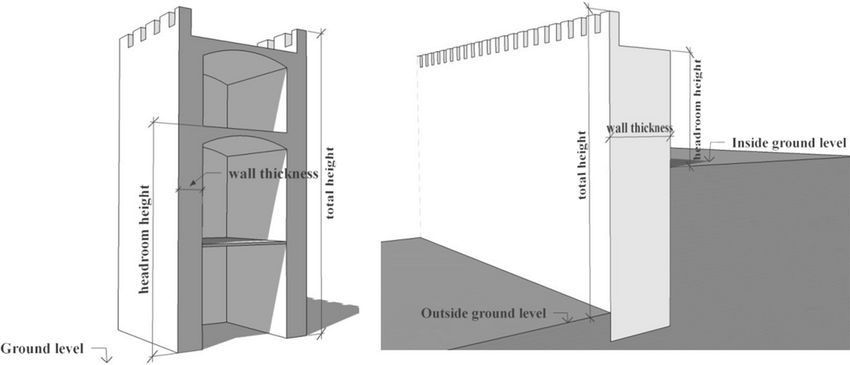 wall thickness
headroom height
total height
Ground level
wall thickness
headroom height
Inside ground level
total height
Outside ground level